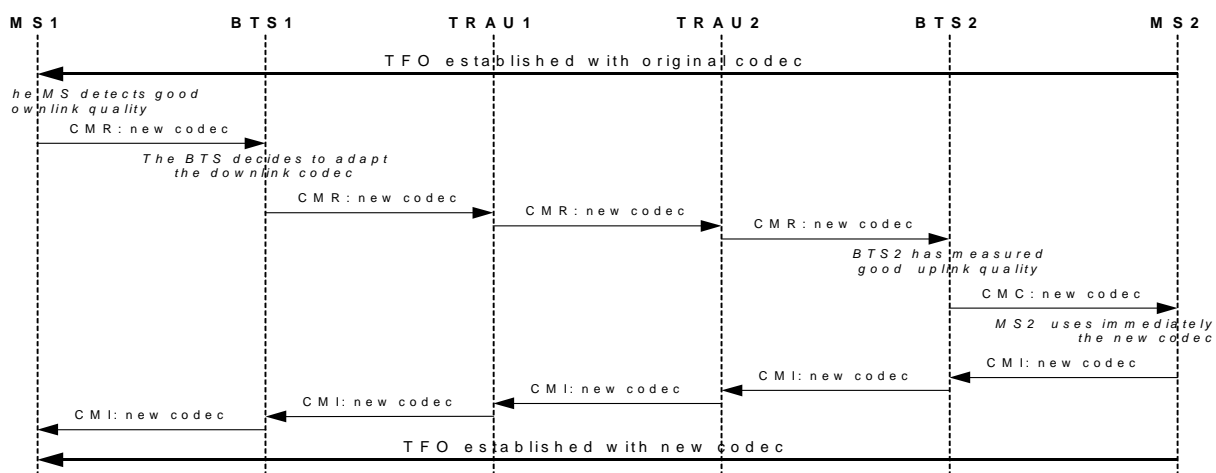 MS1 BTS1 TRAU1 TRAU2 BTS2 MS2
TFO established with original codec
he MS detects good
ownlink quality
CMR: new codec
The BTS decides to adapt
the downlink codec
CMR: new codec
CMR: new codec
CMR: new codec
BTS2 has measured
good uplink quality
CMC: new codec
MS2 uses immediately
the new codec
CMI: new codec
CMI: new codec
CMI: new codec
CMI: new codec
CMI: new codec
TFO established with new codec